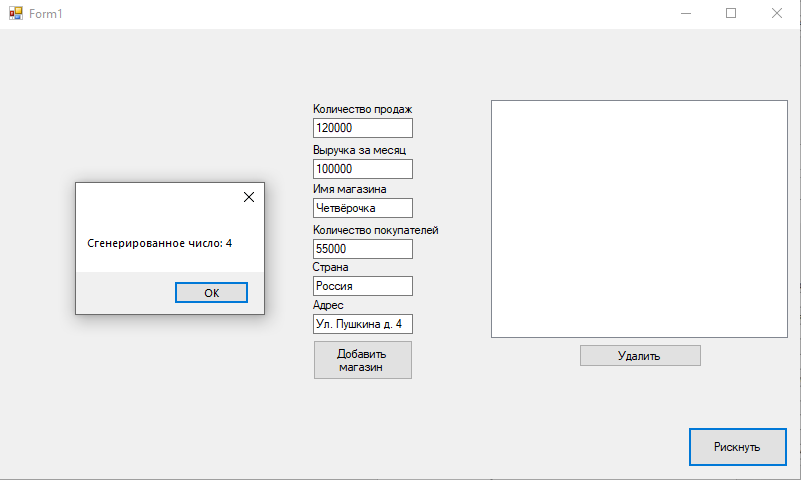 Form1
Количество продаж
120000
Выручка за месяц
100000
Имя магазина
Четвёрочка
Количество покупателей
55000
Страна
Россия
Адрес
Ул. Пушкина д. 4
Добавить
магазин
Сгенерированное число: 4
OK
Удалить
Рискнуть